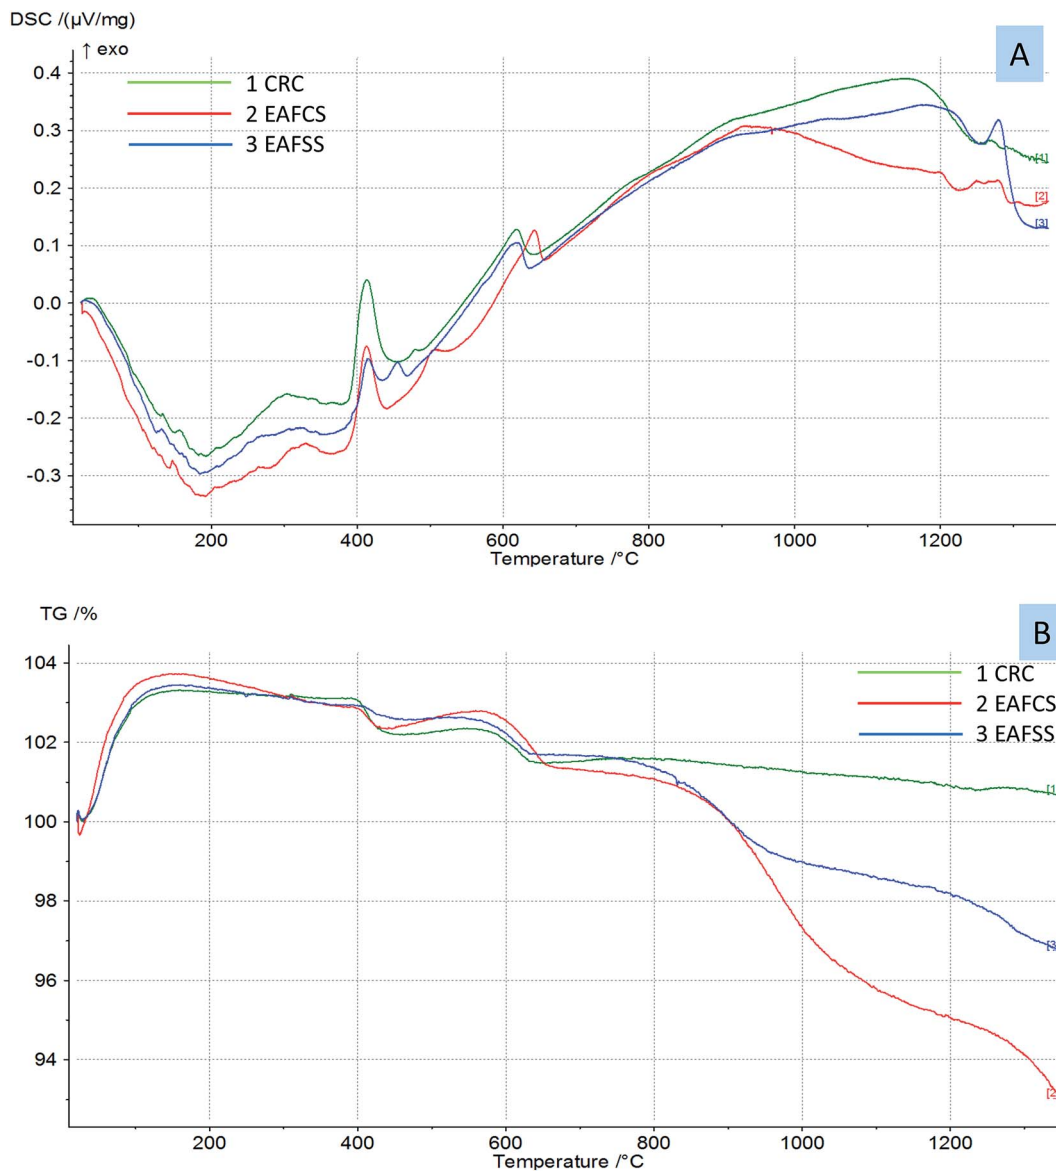 DSC /(µV/mg)
A
↑ exo
0.4
0.3
0.2
0.1
0.0
-0.1
-0.2
-0.3
1 CRC
2 EAFCS
3 EAFSS
[1]
[2]
[3]
200 400 600 800 1000 1200
Temperature /°C
TG /%
B
104
102
100
98
96
94
1 CRC
2 EAFCS
3 EAFSS
[1
[3
[2
200 400 600 800 1000 1200
Temperature /°C